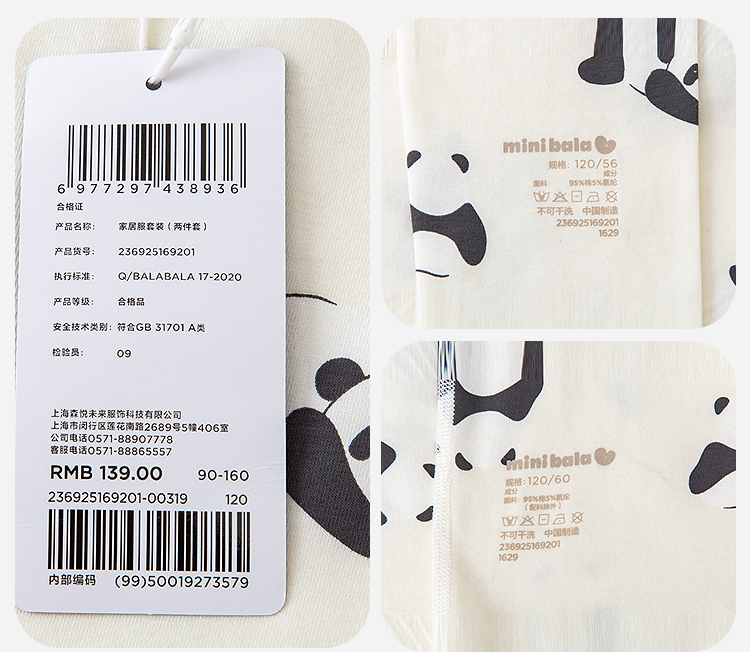 6 977297 438936
合格证
产品名称: 家居服套装(两件套)
产品货号: 236925169201
执行标准: Q/BALABALA 17-2020
产品等级: 合格品
安全技术类别: 符合GB 31701 A类
检验员: 09
上海森悦未来服饰科技有限公司
上海市闵行区莲花南路2689号5幢406室
公司电话0571-88907778
客服电话0571-88865557
RMB 139.00 90-160
236925169201-00319 120
内部编码 (99)50019273579
mini bala
规格: 120/56
成分
面料: 95%棉5%氨纶
不可干洗 中国制造
236925169201
1629
mini bala
规格: 120/60
成分
面料: 95%棉5%氨纶
(配料除外)
不可干洗 中国制造
236925169201
1161